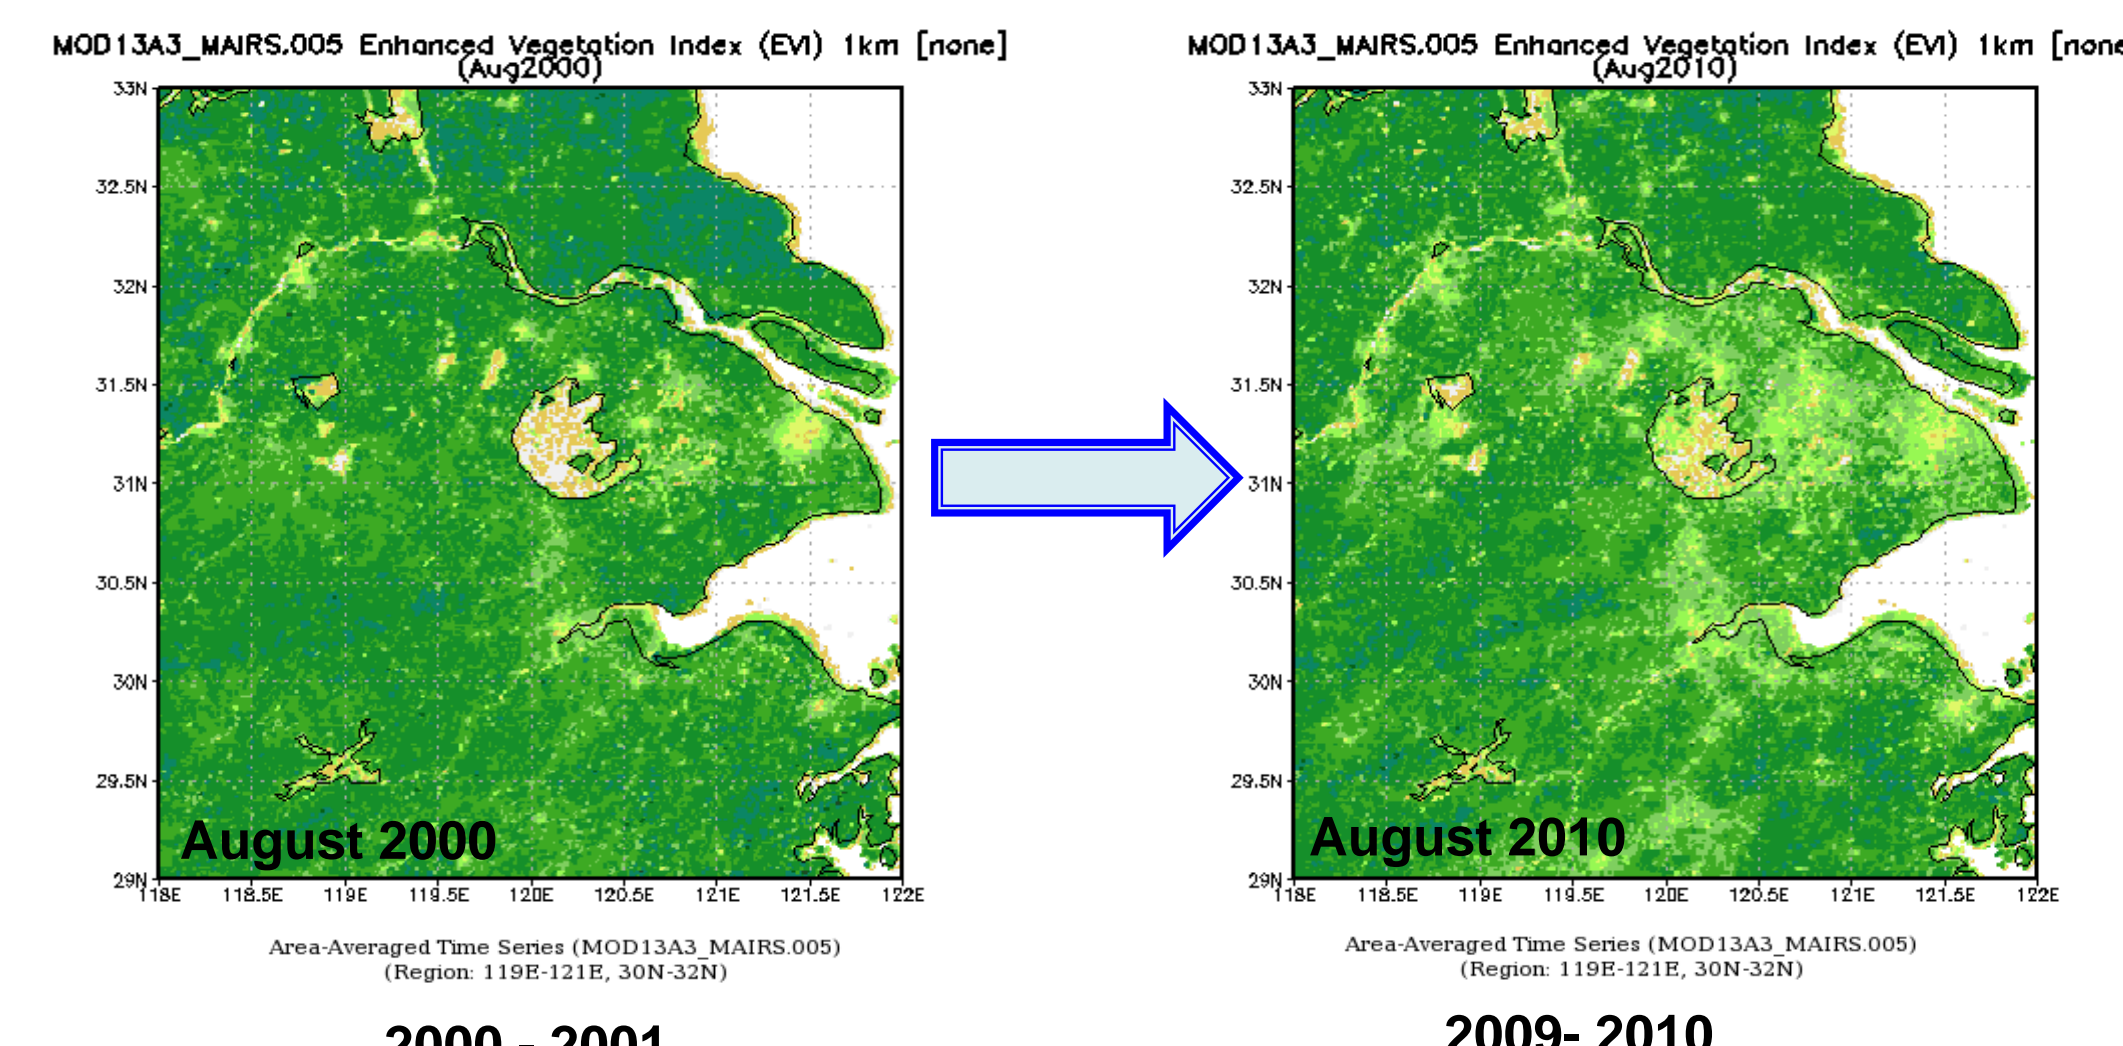 MOD13A3_MAIRS.005 Enhanced Vegetation Index (EVI) 1km [none]
(Aug2000)
33N
32.5N
32N
31.5N
31N
30.5N
30N
29.5N
29N
118E 118.5E 119E 119.5E 120E 120.5E 121E 121.5E 122E
August 2000
Area-Averaged Time Series (MOD13A3_MAIRS.005)
(Region: 119E-121E, 30N-32N)
2000 - 2001
MOD13A3_MAIRS.005 Enhanced Vegetation Index (EVI) 1km [none
(Aug2010)
33N
32.5N
32N
31.5N
31N
30.5N
30N
29.5N
29N
118E 118.5E 119E 119.5E 120E 120.5E 121E 121.5E 122E
August 2010
Area-Averaged Time Series (MOD13A3_MAIRS.005)
(Region: 119E-121E, 30N-32N)
2009- 2010